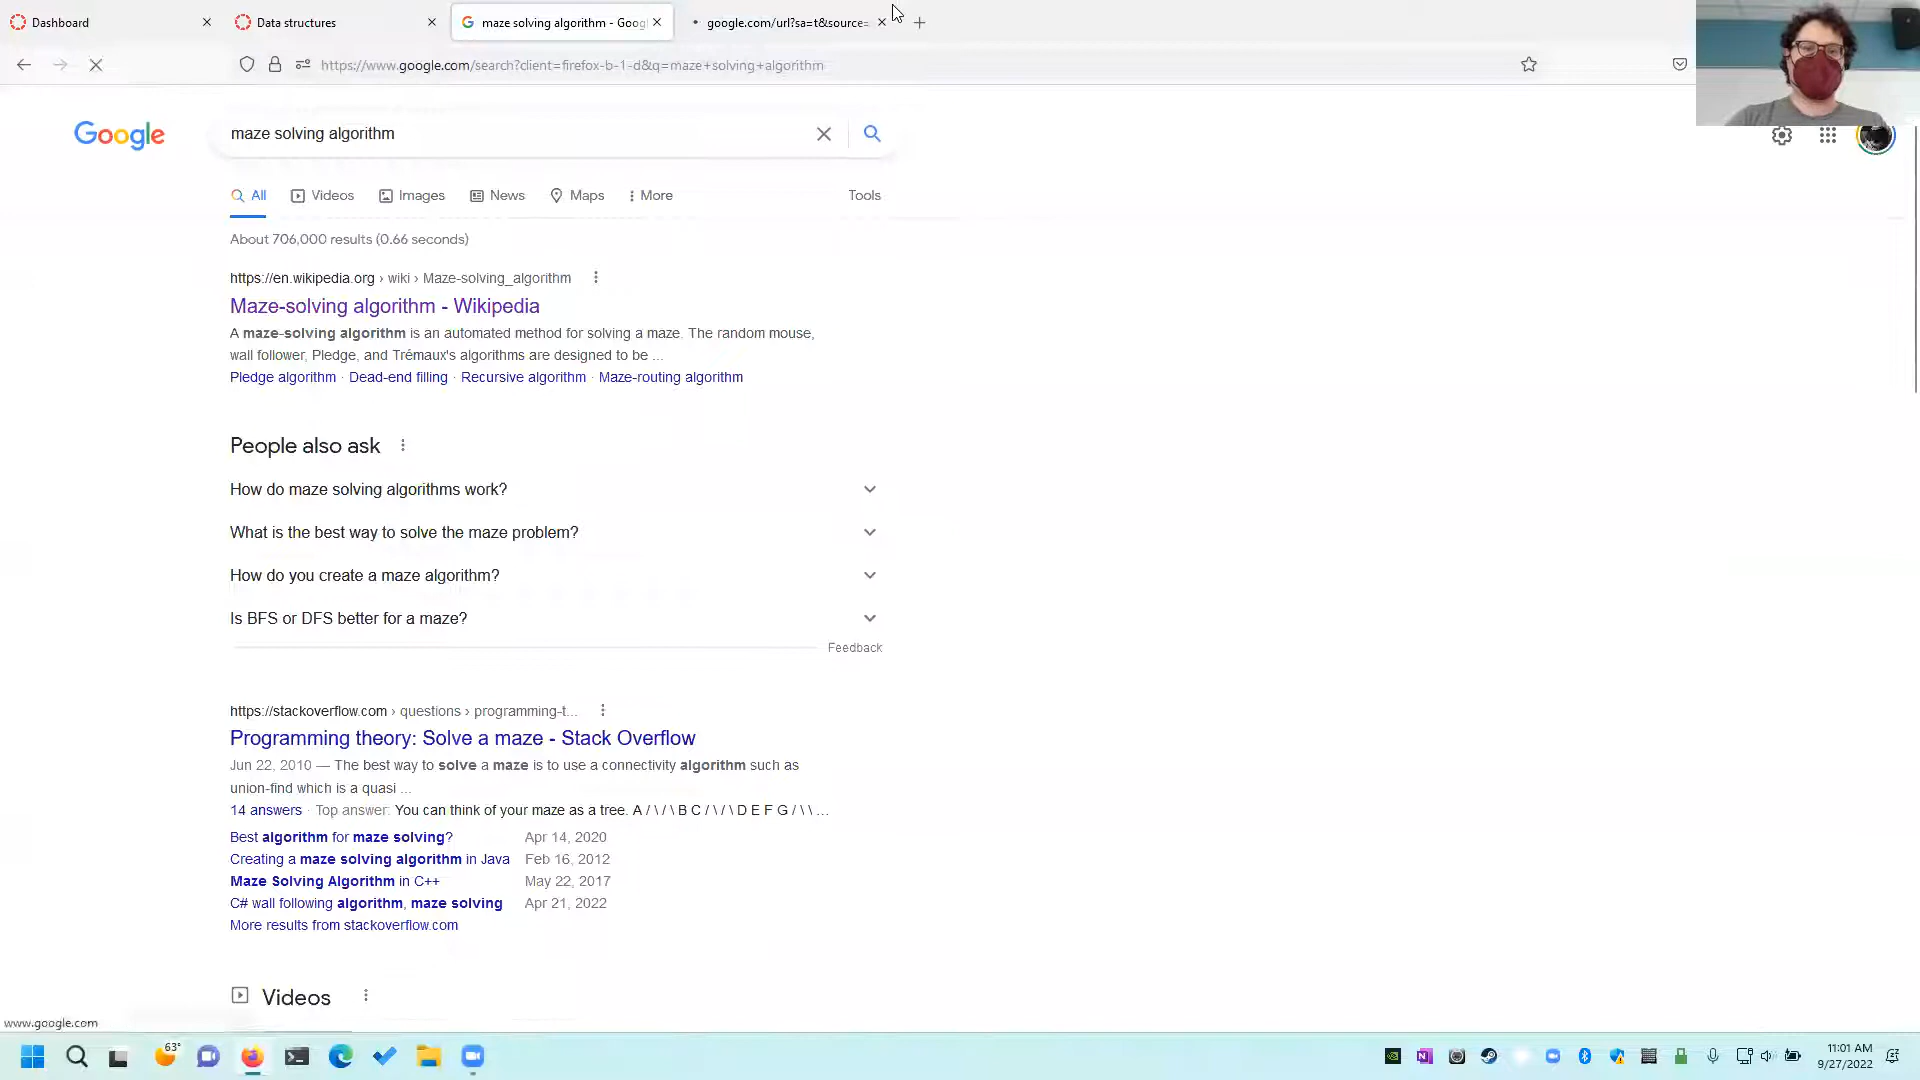 Dashboard
Data structures
maze solving algorithm - Goog
google.com/url?sa=t&source=
https://www.google.com/search?client=firefox-b-1-d&q=maze+solving+algorithm
Google
maze solving algorithm
All
Videos
Images
News
Maps
More
Tools
About 706,000 results (0.66 seconds)
https://en.wikipedia.org › wiki › Maze-solving_algorithm
Maze-solving algorithm - Wikipedia
A maze-solving algorithm is an automated method for solving a maze. The random mouse,
wall follower, Pledge, and Trémaux's algorithms are designed to be ...
Pledge algorithm · Dead-end filling · Recursive algorithm · Maze-routing algorithm
People also ask
How do maze solving algorithms work?
What is the best way to solve the maze problem?
How do you create a maze algorithm?
Is BFS or DFS better for a maze?
Feedback
https://stackoverflow.com › questions › programming-t...
Programming theory: Solve a maze - Stack Overflow
Jun 22, 2010 — The best way to solve a maze is to use a connectivity algorithm such as
union-find which is a quasi ...
14 answers · Top answer: You can think of your maze as a tree. A / \ / \ B C / \ / \ D E F G / \ \ ...
Best algorithm for maze solving? Apr 14, 2020
Creating a maze solving algorithm in Java Feb 16, 2012
Maze Solving Algorithm in C++ May 22, 2017
C# wall following algorithm, maze solving Apr 21, 2022
More results from stackoverflow.com
Videos
www.google.com
63°
11:01 AM
9/27/2022